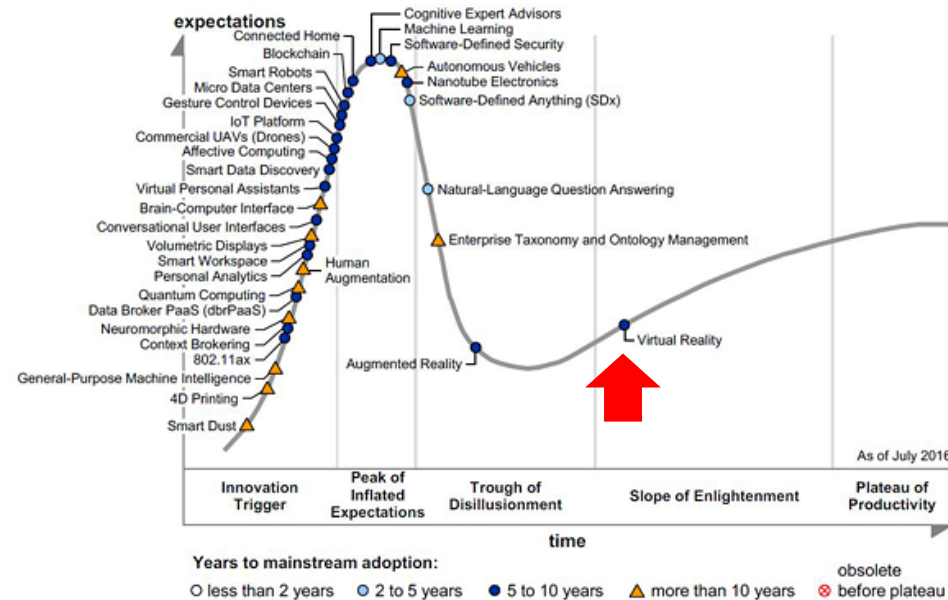 expectations
Cognitive Expert Advisors
Machine Learning
Software-Defined Security
Connected Home
Blockchain
Autonomous Vehicles
Smart Robots
Nanotube Electronics
Micro Data Centers
Gesture Control Devices
Software-Defined Anything (SDx)
IoT Platform
Commercial UAVs (Drones)
Affective Computing
Smart Data Discovery
Virtual Personal Assistants
Natural-Language Question Answering
Brain-Computer Interface
Conversational User Interfaces
Volumetric Displays
Enterprise Taxonomy and Ontology Management
Smart Workspace
Human
Augmentation
Personal Analytics
Quantum Computing
Data Broker PaaS (dbrPaaS)
Neuromorphic Hardware
Context Brokering
802.11ax
General-Purpose Machine Intelligence
4D Printing
Smart Dust
Augmented Reality
Virtual Reality
As of July 2016
Innovation
Trigger
Peak of
Inflated
Expectations
Trough of
Disillusionment
Slope of Enlightenment
Plateau of
Productivity
time
Years to mainstream adoption:
less than 2 years
2 to 5 years
5 to 10 years
more than 10 years
obsolete
before plateau